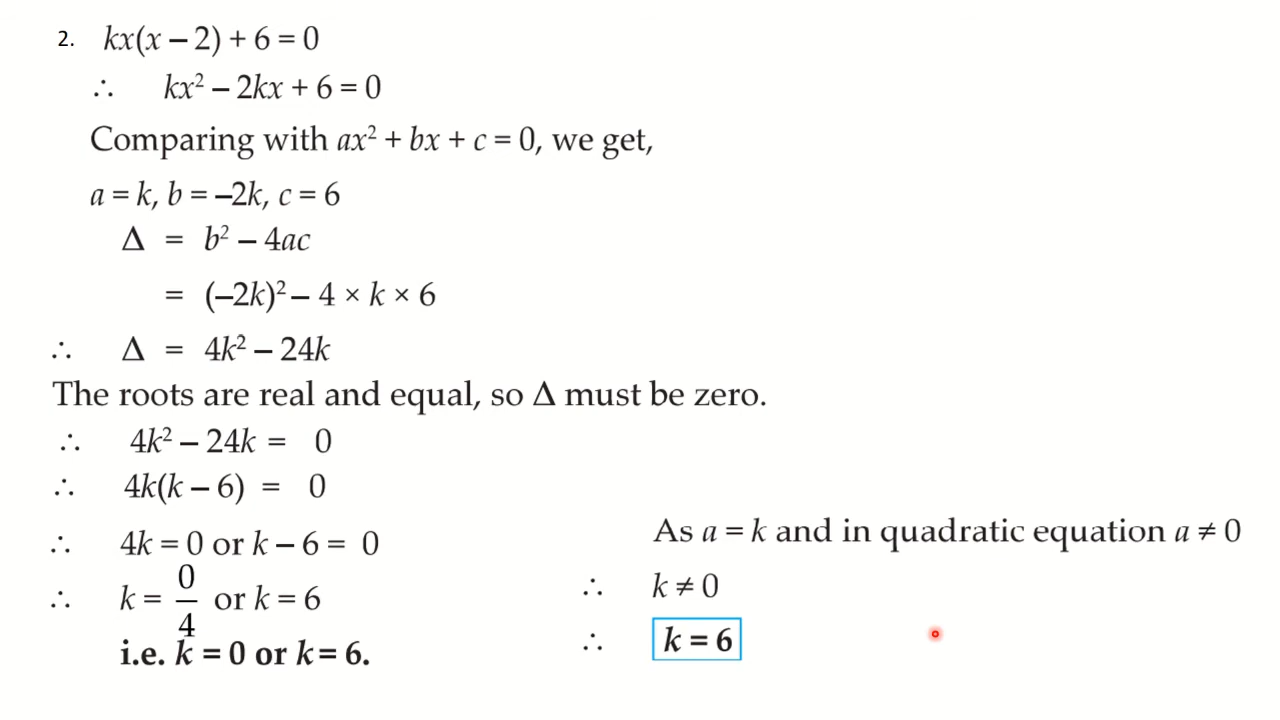 2. kx(x – 2) + 6 = 0
∴ kx² – 2kx + 6 = 0
Comparing with ax² + bx + c = 0, we get,
a = k, b = –2k, c = 6
Δ = b² – 4ac
= (–2k)² – 4 × k × 6
∴ Δ = 4k² – 24k
The roots are real and equal, so Δ must be zero.
∴ 4k² – 24k = 0
∴ 4k(k – 6) = 0
∴ 4k = 0 or k – 6 = 0
∴ k = 0/4 or k = 6
i.e. k = 0 or k = 6.
As a = k and in quadratic equation a ≠ 0
∴ k ≠ 0
∴ k = 6